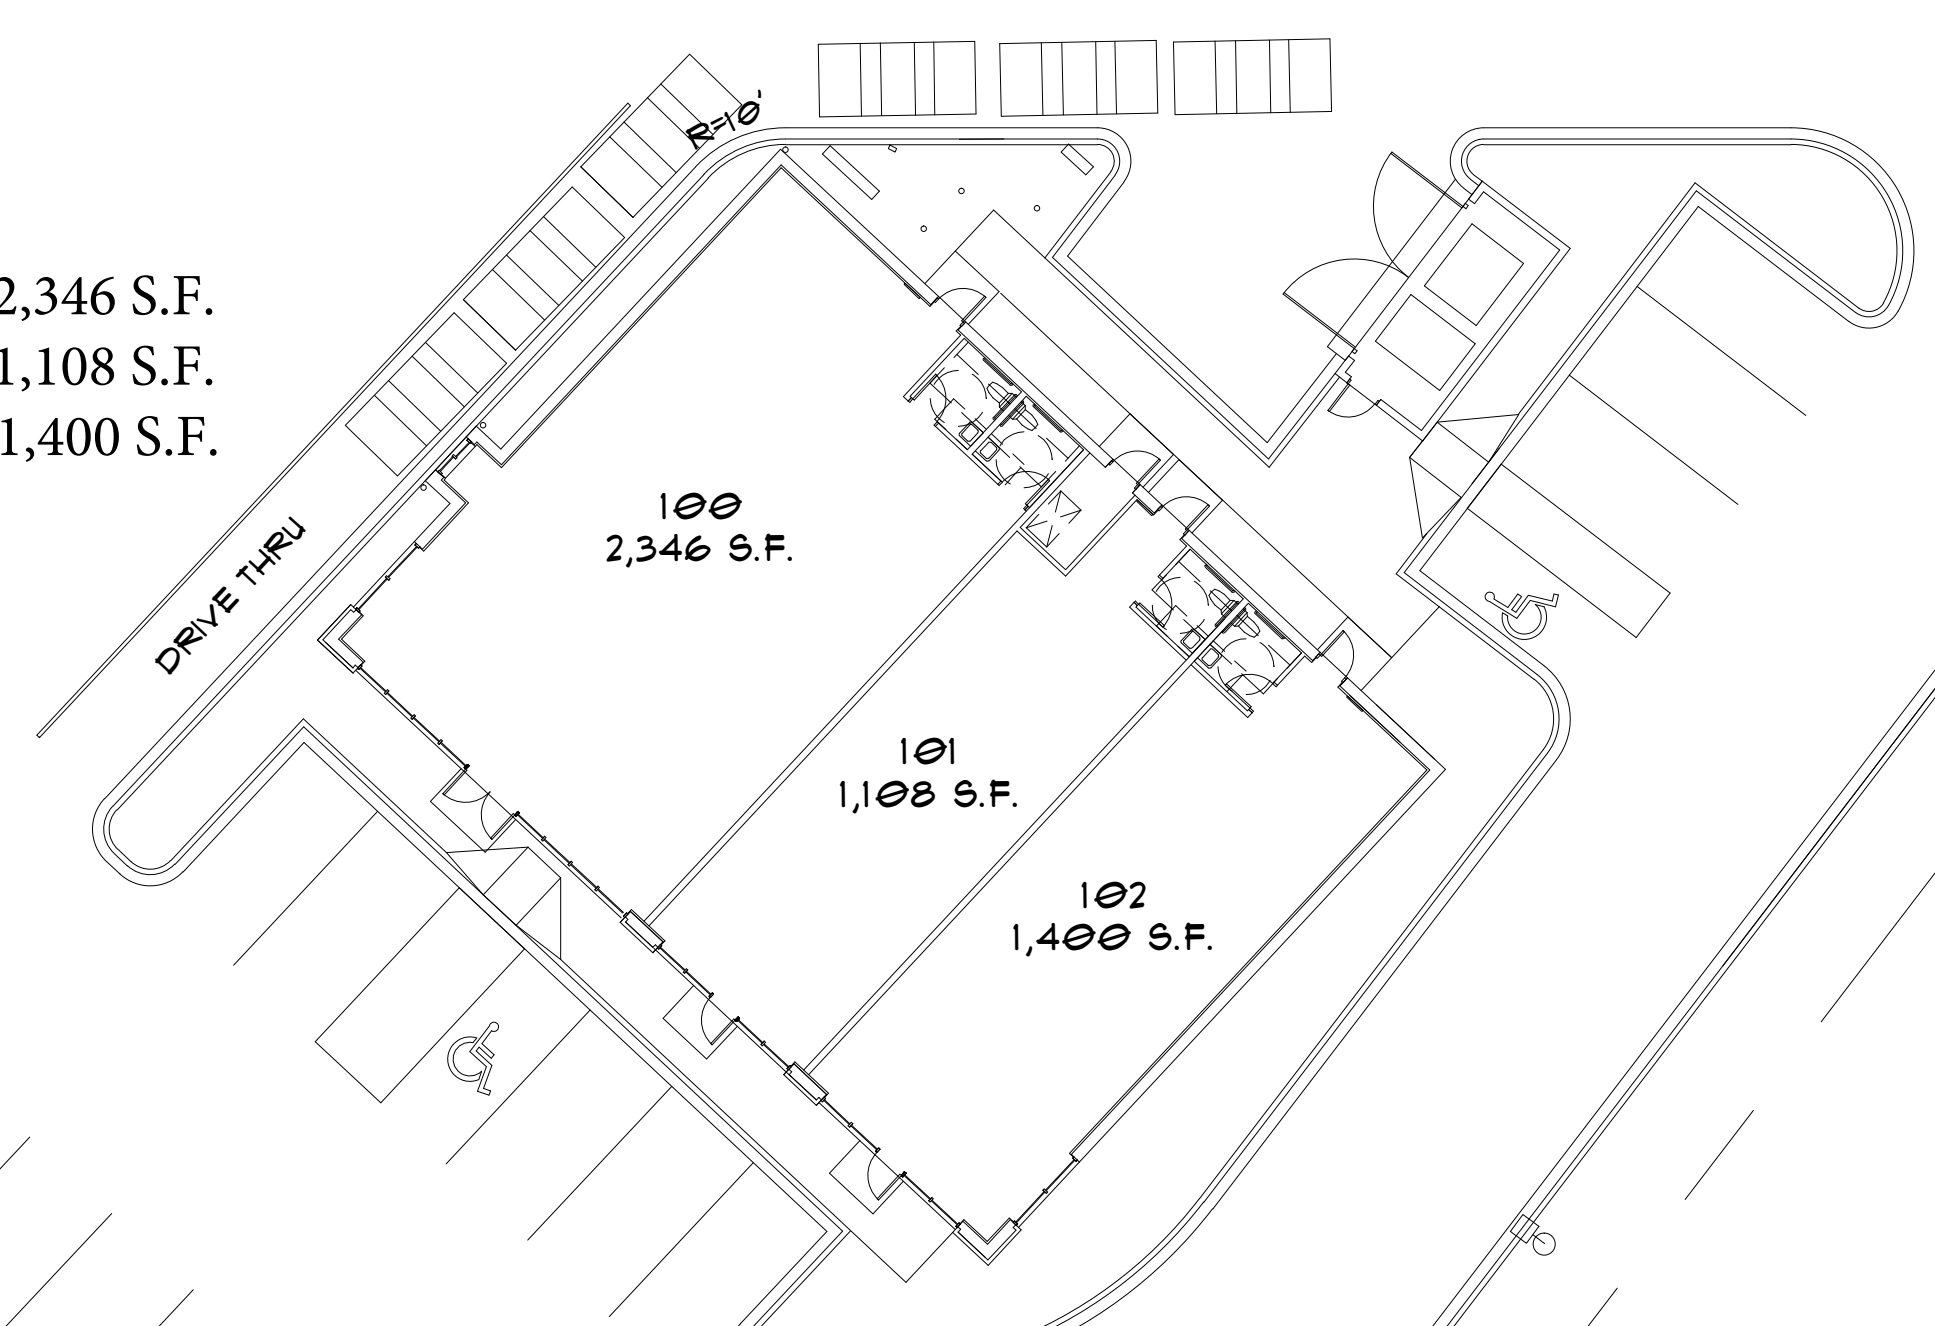 R=10'
2,346 S.F.
1,108 S.F.
1,400 S.F.
DRIVE THRU
100
2,346 S.F.
101
1,108 S.F.
102
1,400 S.F.